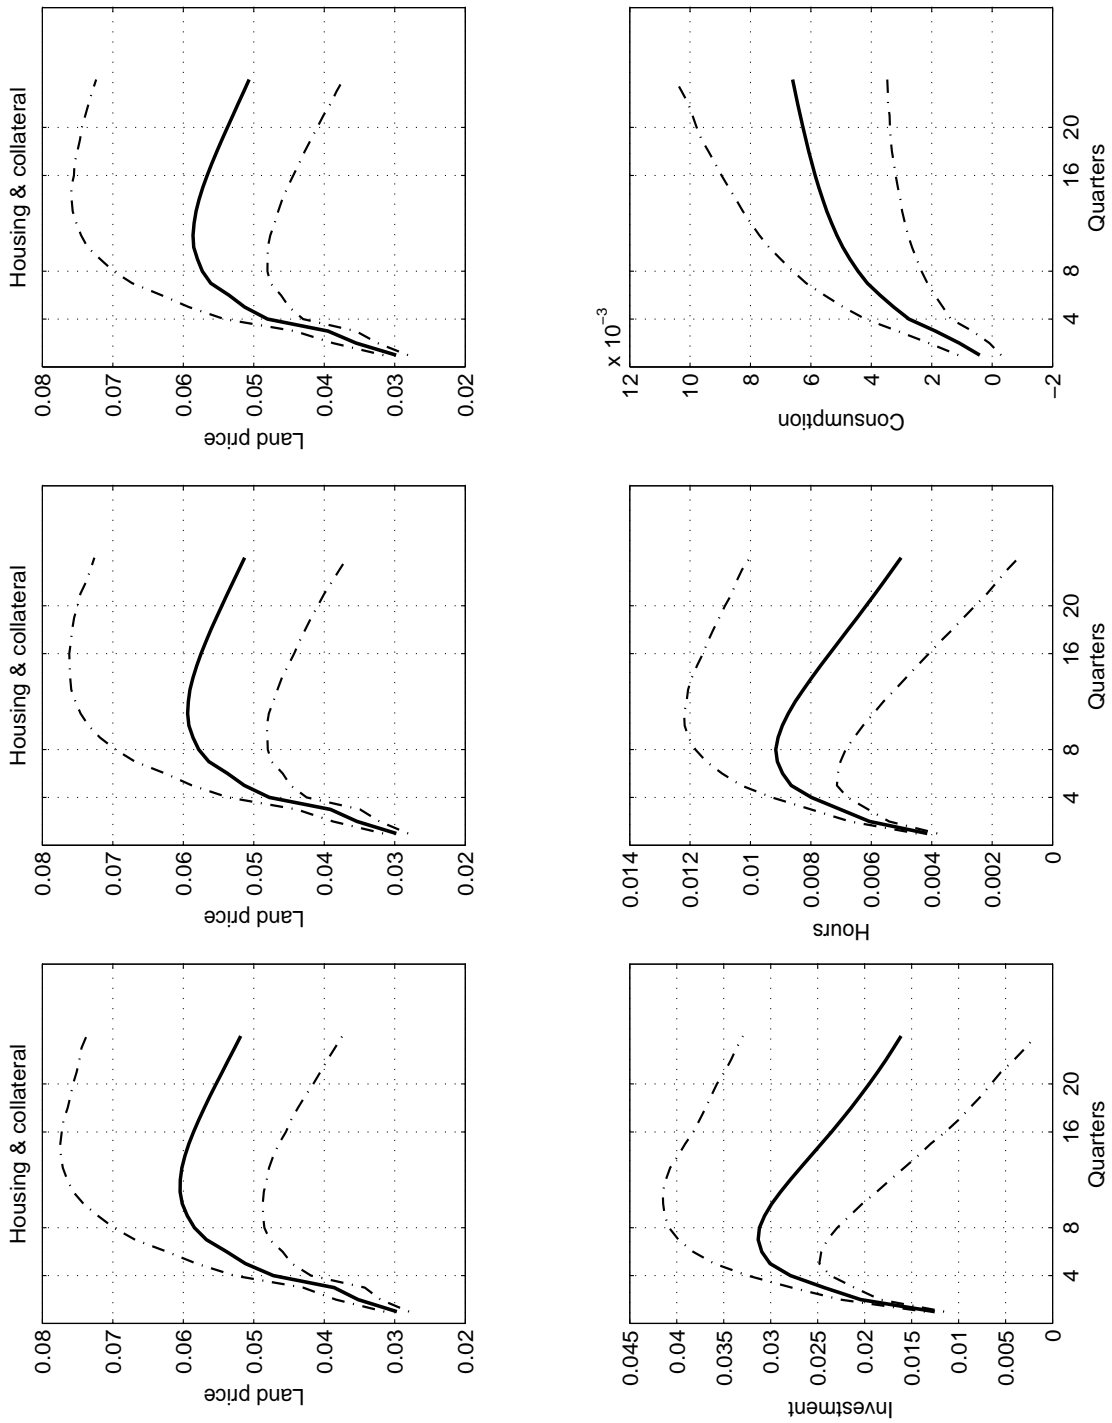 Housing & collateral
Land price
0.08
0.07
0.06
0.05
0.04
0.03
0.02
Housing & collateral
Land price
0.08
0.07
0.06
0.05
0.04
0.03
0.02
Housing & collateral
Land price
0.08
0.07
0.06
0.05
0.04
0.03
0.02
Investment
0.045
0.04
0.035
0.03
0.025
0.02
0.015
0.01
0.005
0
4 8 16 20
Quarters
Hours
0.014
0.012
0.01
0.008
0.006
0.004
0.002
0
4 8 16 20
Quarters
x 10−3
Consumption
12
10
8
6
4
2
0
−2
4 8 16 20
Quarters